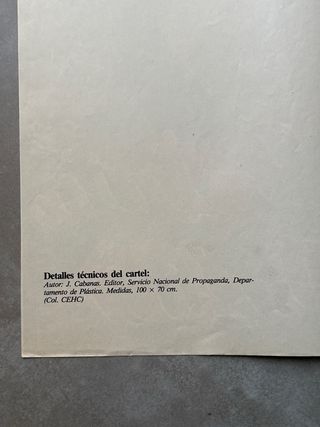 Detalles técnicos del cartel:
Autor: J. Cabanas. Editor, Servicio Nacional de Propaganda, Depar-
tamento de Plástica. Medidas, 100 × 70 cm.
(Col. CEHC)